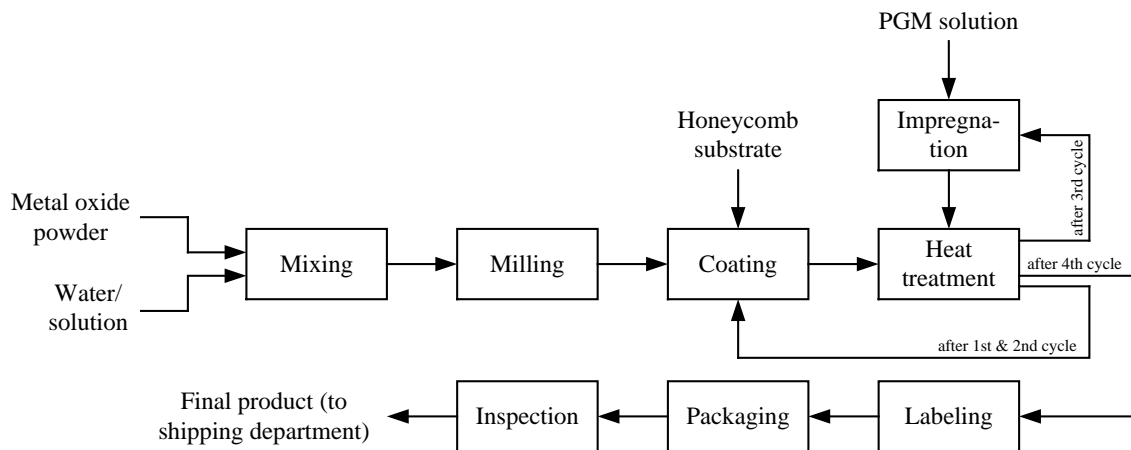 PGM solution
Honeycomb
substrate
Impregna-
tion
after 3rd cycle
Metal oxide
powder
Water/
solution
Mixing
Milling
Coating
Heat
treatment
after 4th cycle
after 1st & 2nd cycle
Final product (to
shipping department)
Inspection
Packaging
Labeling